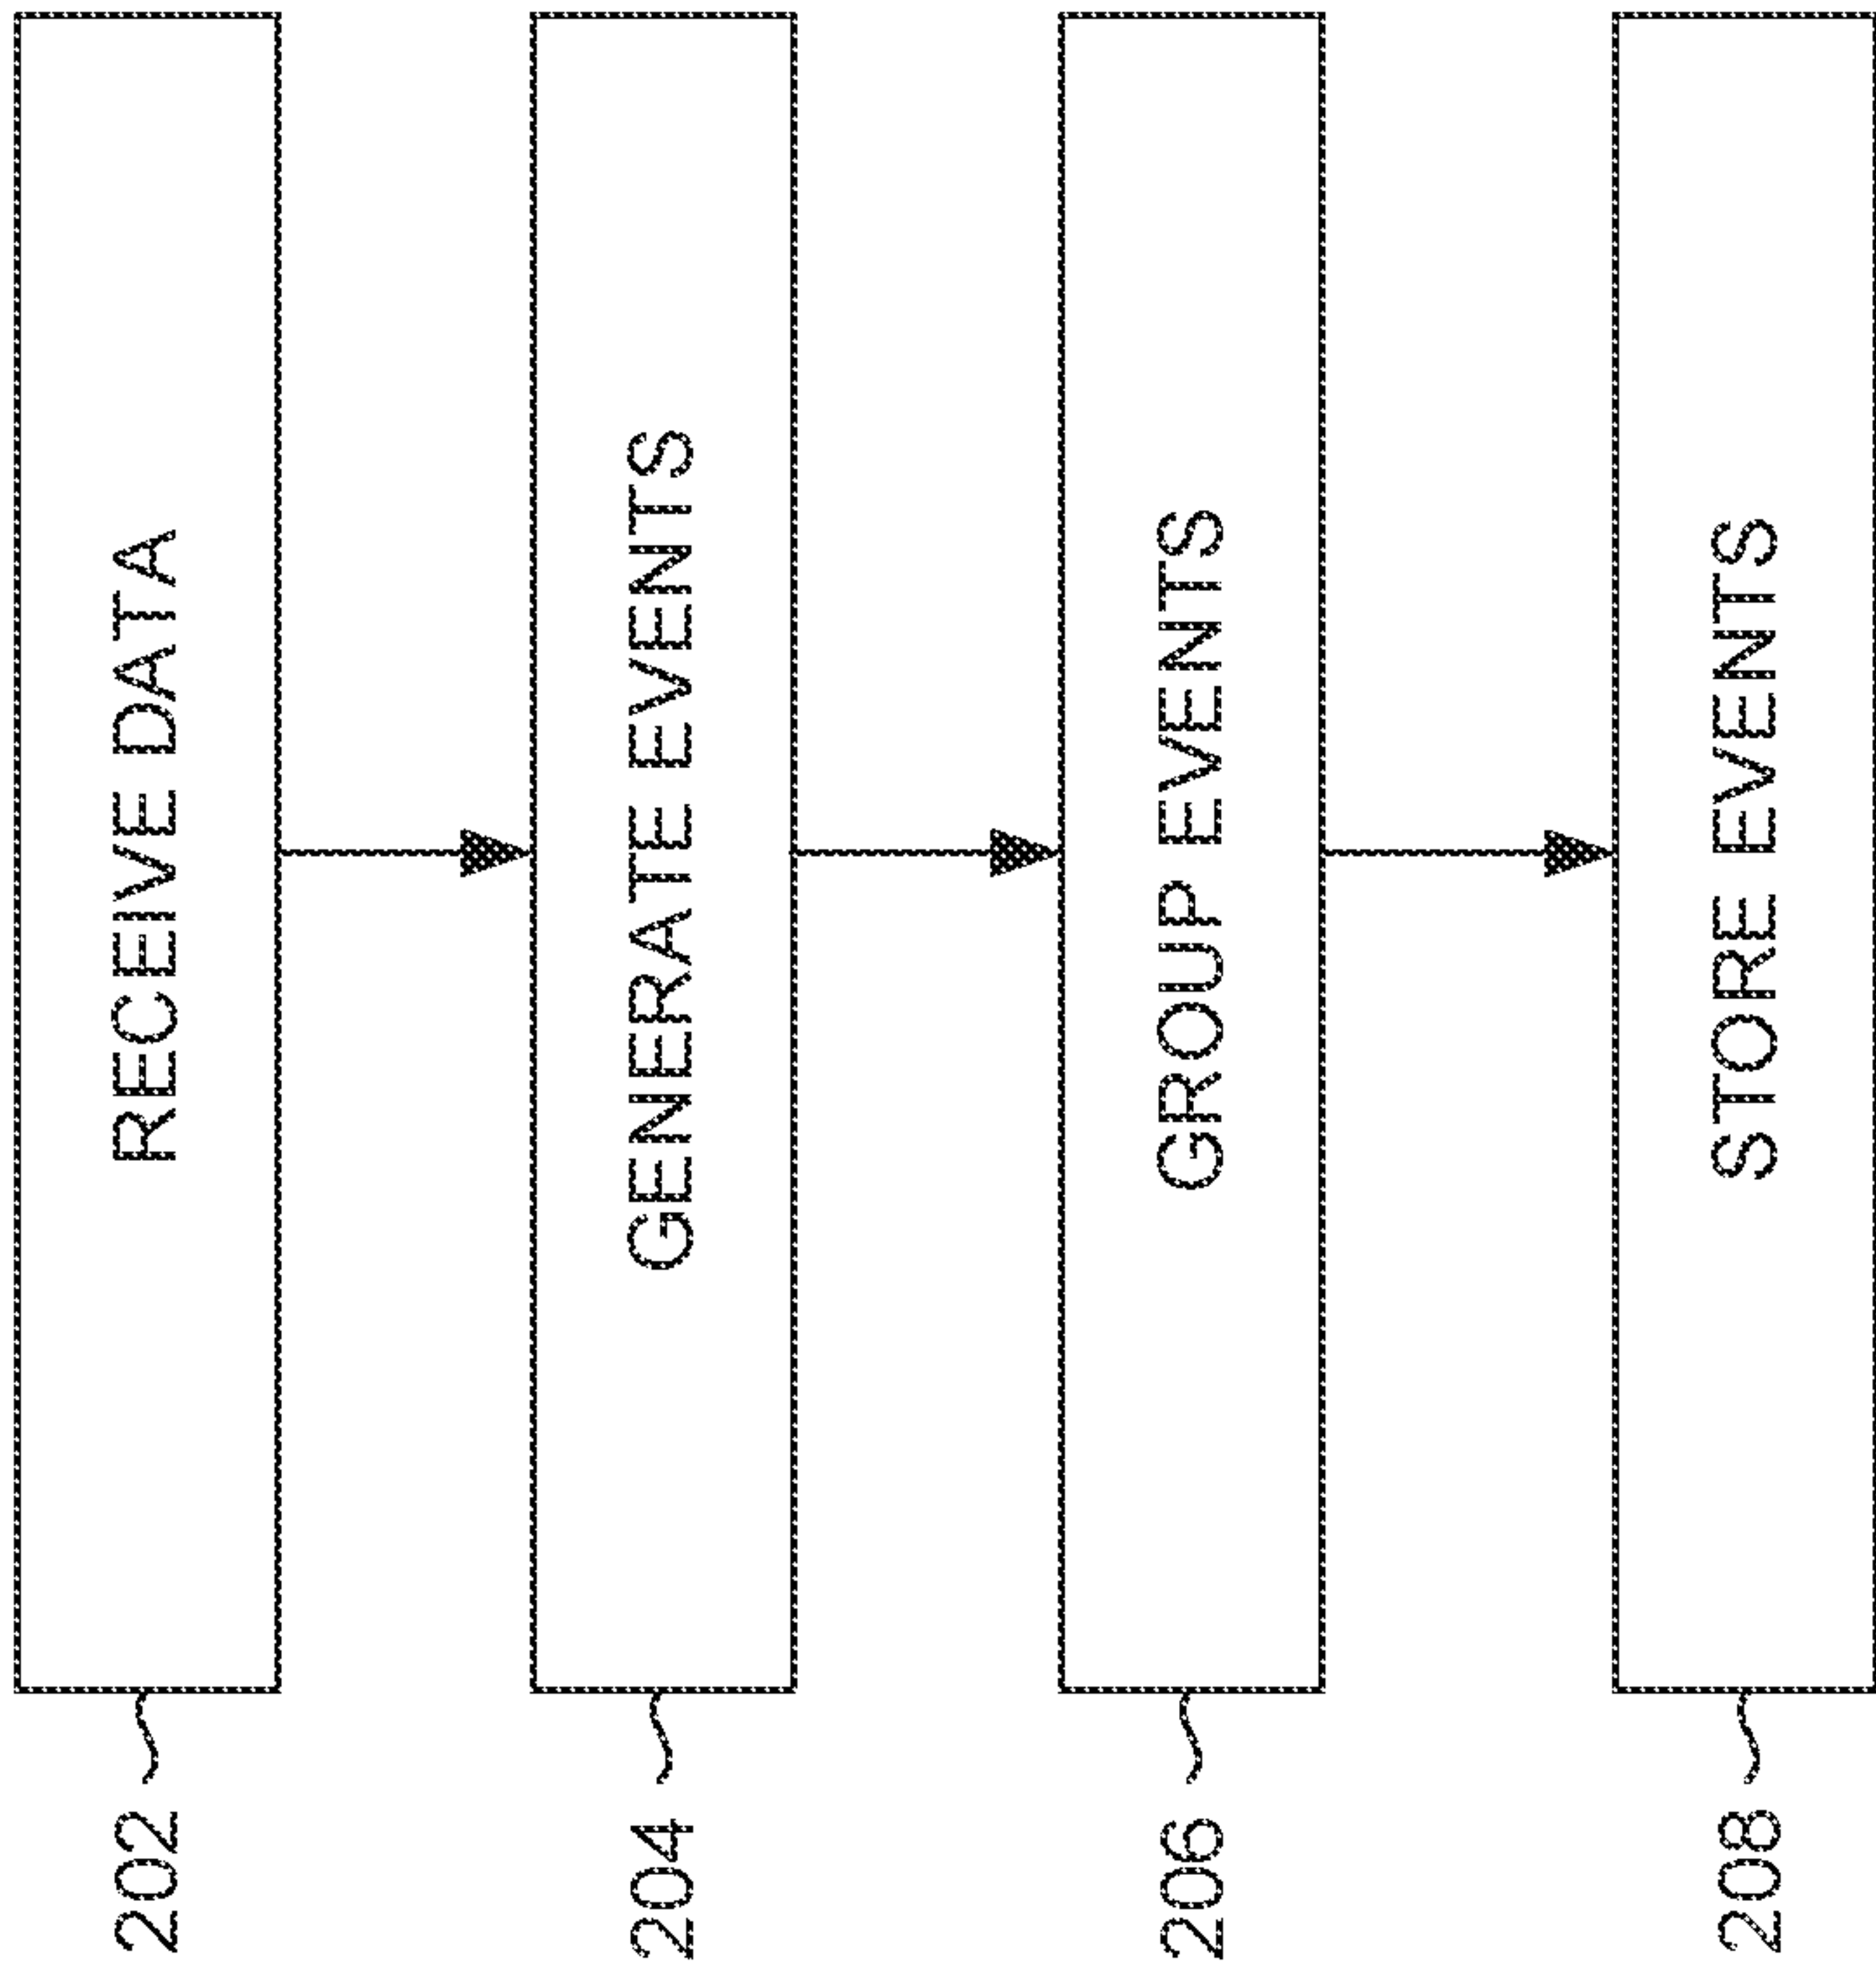 202 RECEIVE DATA
204 GENERATE EVENTS
206 GROUP EVENTS
208 STORE EVENTS